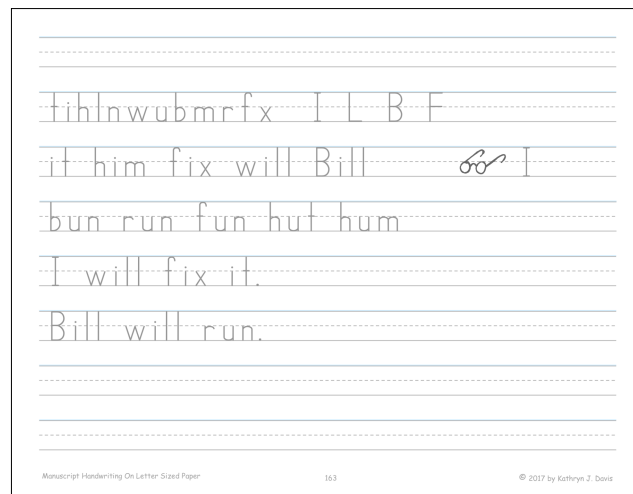 tihlnwubmrfx I L B F
it him fix will Bill I
bun run fun hut hum
I will fix it.
Bill will run.
Manuscript Handwriting On Letter Sized Paper 163 © 2017 by Kathryn J. Davis